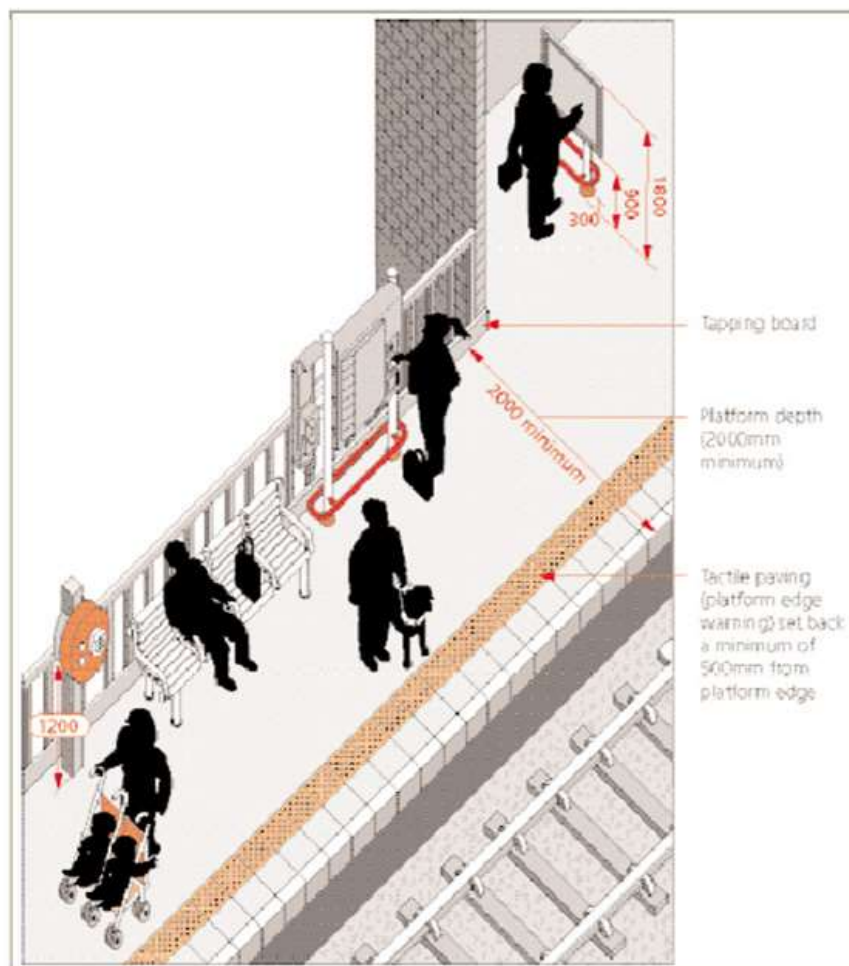 1800
900
300
Tapping board
2000 minimum
Platform depth
(2000mm
minimum)
Tactile paving
(platform edge
warning) set back
a minimum of
500mm from
platform edge
1200